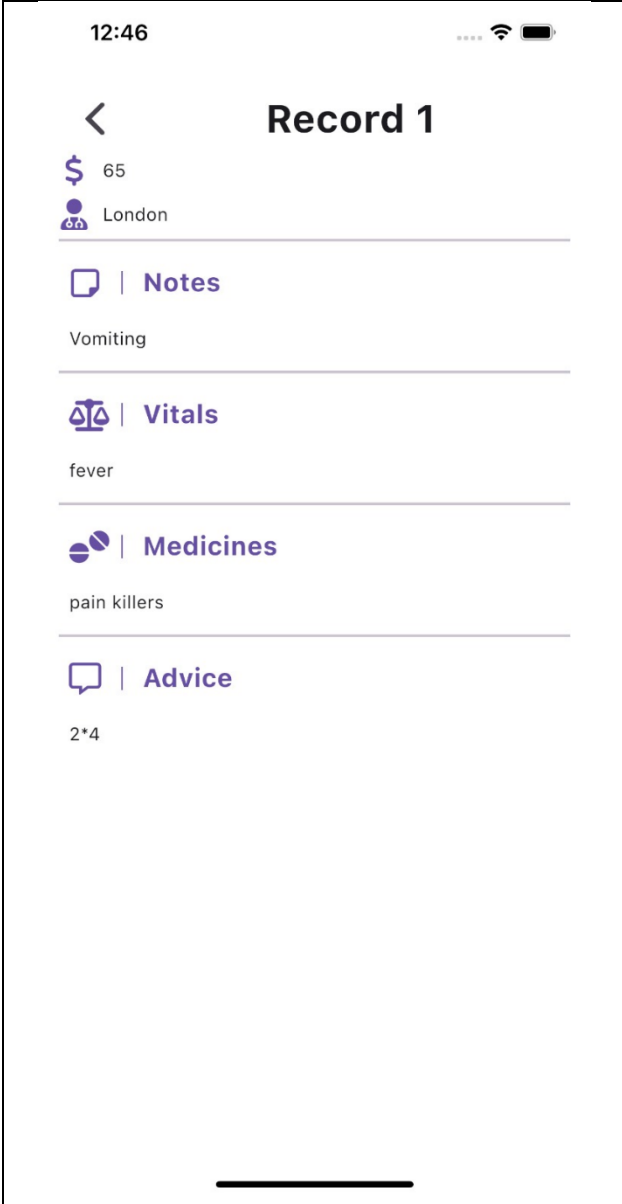 12:46
Record 1
$ 65
London
Notes
Vomiting
Vitals
fever
Medicines
pain killers
Advice
2*4